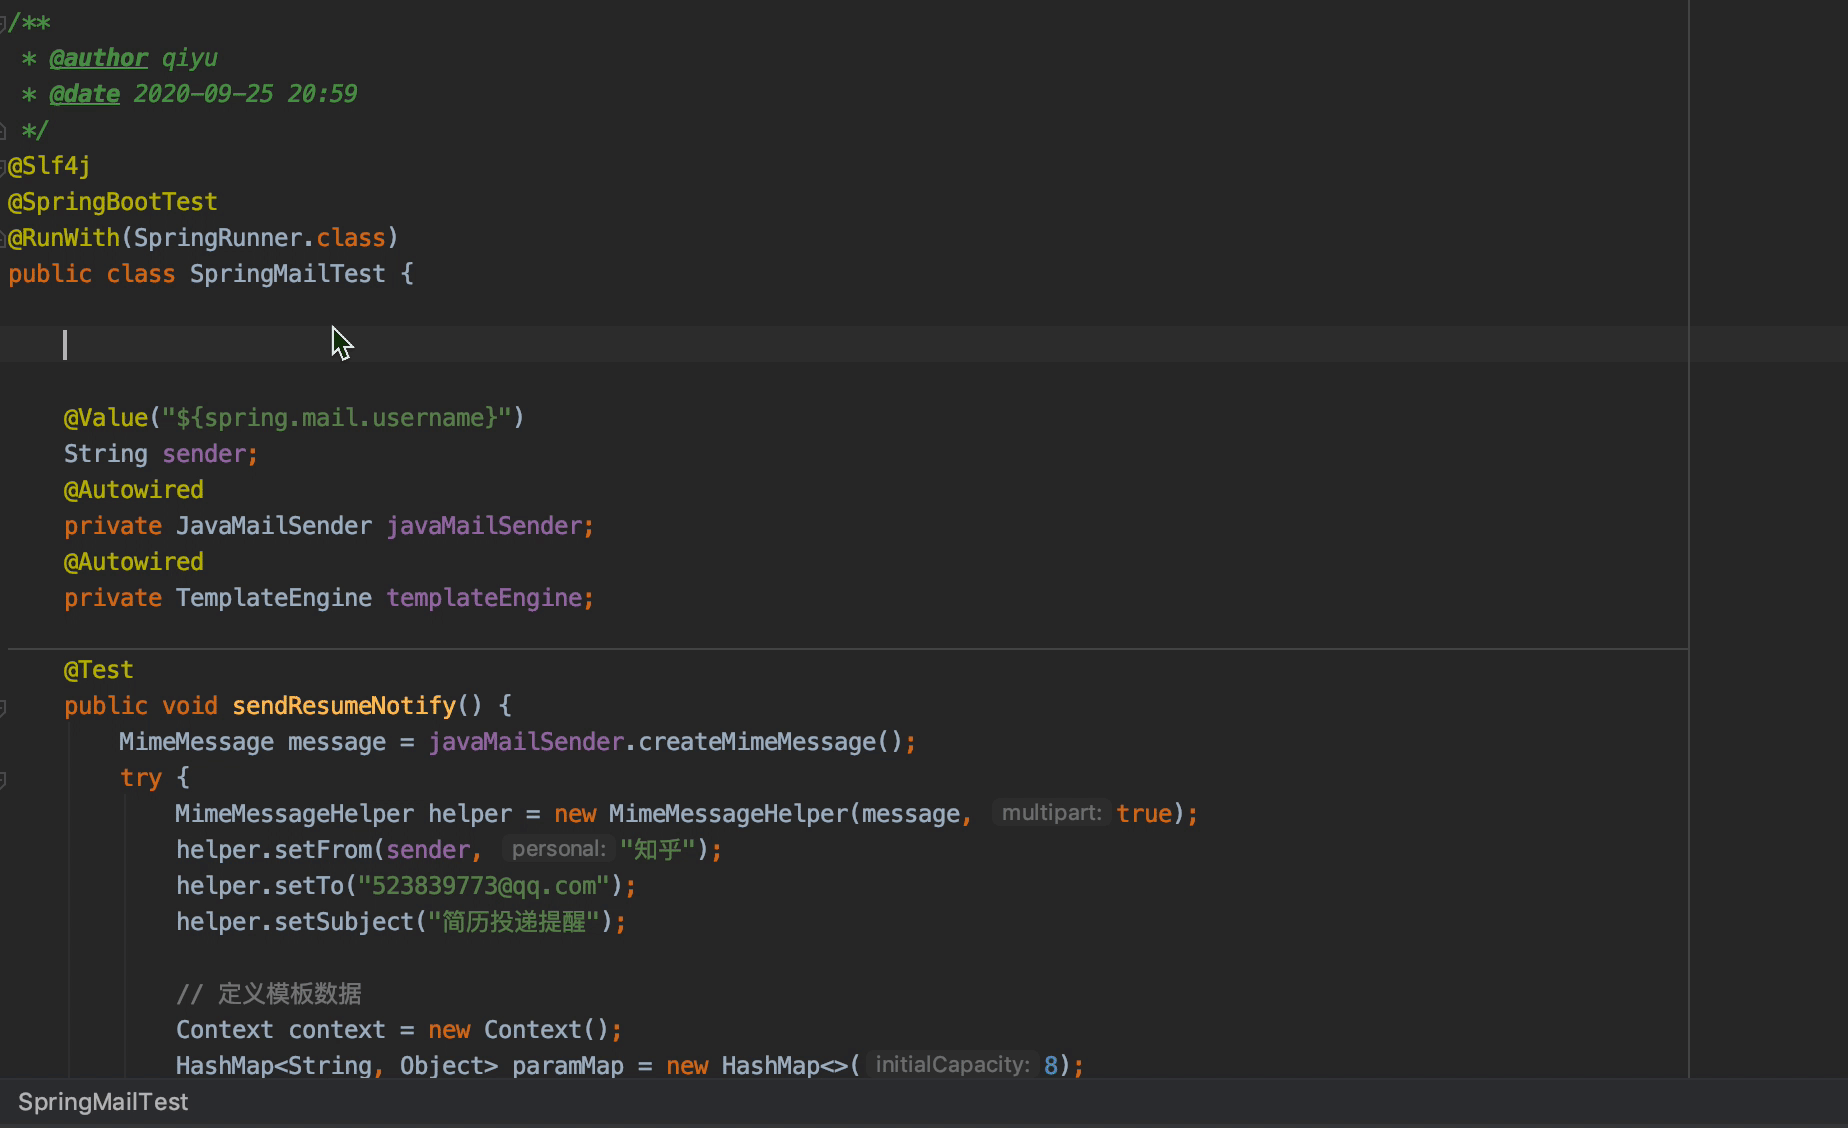 /**
 * @author qiyu
 * @date 2020-09-25 20:59
 */
@Slf4j
@SpringBootTest
@RunWith(SpringRunner.class)
public class SpringMailTest {
    @Value("${spring.mail.username}")
    String sender;
    @Autowired
    private JavaMailSender javaMailSender;
    @Autowired
    private TemplateEngine templateEngine;
    @Test
    public void sendResumeNotify() {
        MimeMessage message = javaMailSender.createMimeMessage();
        try {
            MimeMessageHelper helper = new MimeMessageHelper(message, multipart: true);
            helper.setFrom(sender, personal: "知乎");
            helper.setTo("523839773@qq.com");
            helper.setSubject("简历投递提醒");
            // 定义模板数据
            Context context = new Context();
            HashMap<String, Object> paramMap = new HashMap<>( initialCapacity: 8);
SpringMailTest